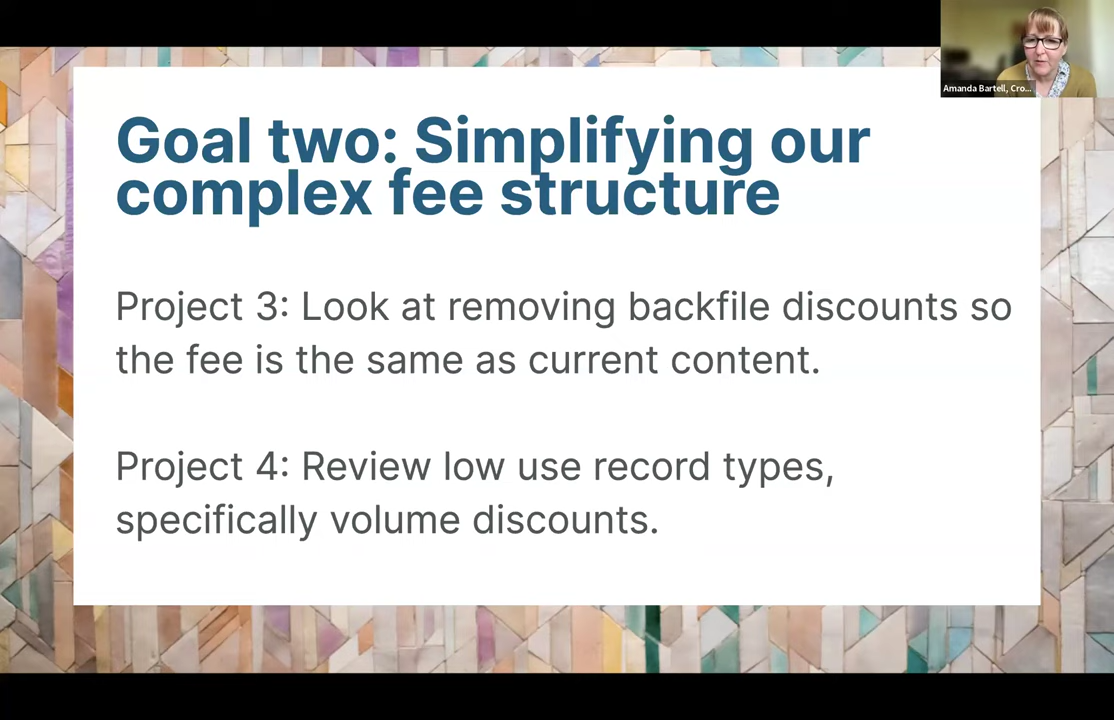 Amanda Bartell, Cro...
Goal two: Simplifying our
complex fee structure
Project 3: Look at removing backfile discounts so
the fee is the same as current content.
Project 4: Review low use record types,
specifically volume discounts.